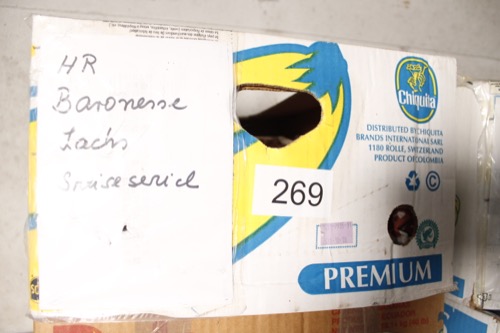 HR
Baronesse
Lachs
Speiseservice
Chiquita
DISTRIBUTED BY CHIQUITA
BRANDS INTERNATIONAL SARL
1180 ROLLE, SWITZERLAND
PRODUCT OF COLOMBIA
©
269
PREMIUM